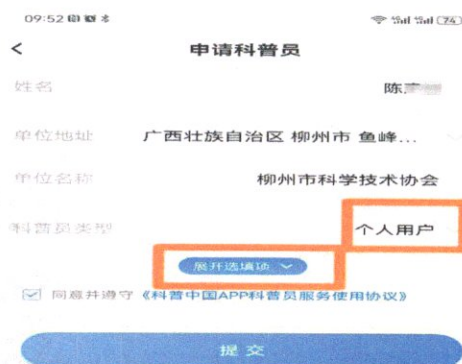 09:52
74
申请科普员
姓名 陈
单位地址 广西壮族自治区 柳州市 鱼峰...
单位名称 柳州市科学技术协会
科普员类型 个人用户
展开选填项
同意并遵守《科普中国APP科普员服务使用协议》
提交